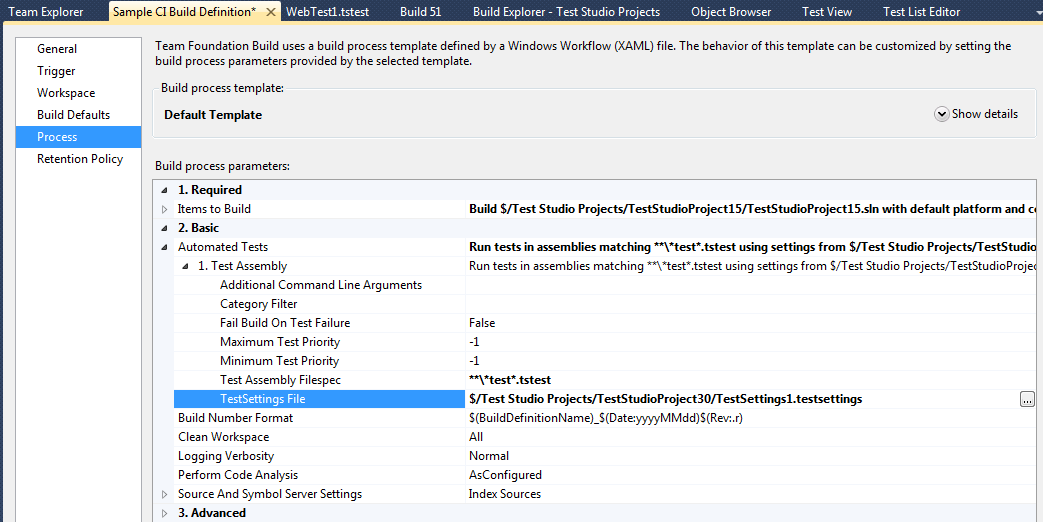 Team Explorer
Sample CI Build Definition*
WebTest1.tstest
Build 51
Build Explorer - Test Studio Projects
Object Browser
Test View
Test List Editor
General
Trigger
Workspace
Build Defaults
Process
Retention Policy
Team Foundation Build uses a build process template defined by a Windows Workflow (XAML) file. The behavior of this template can be customized by setting the
build process parameters provided by the selected template.
Build process template:
Default Template
Show details
Build process parameters:
1. Required
Items to Build Build $/Test Studio Projects/TestStudioProject15/TestStudioProject15.sln with default platform and c
2. Basic
Automated Tests Run tests in assemblies matching **\*test*.tstest using settings from $/Test Studio Projects/TestStudio
1. Test Assembly Run tests in assemblies matching **\*test*.tstest using settings from $/Test Studio Projects/TestStudioProjec
Additional Command Line Arguments
Category Filter
Fail Build On Test Failure False
Maximum Test Priority -1
Minimum Test Priority -1
Test Assembly Filespec **\*test*.tstest
TestSettings File $/Test Studio Projects/TestStudioProject30/TestSettings1.testsettings ...
Build Number Format $(BuildDefinitionName)_$(Date:yyyyMMdd)$(Rev:.r)
Clean Workspace All
Logging Verbosity Normal
Perform Code Analysis AsConfigured
Source And Symbol Server Settings Index Sources
3. Advanced